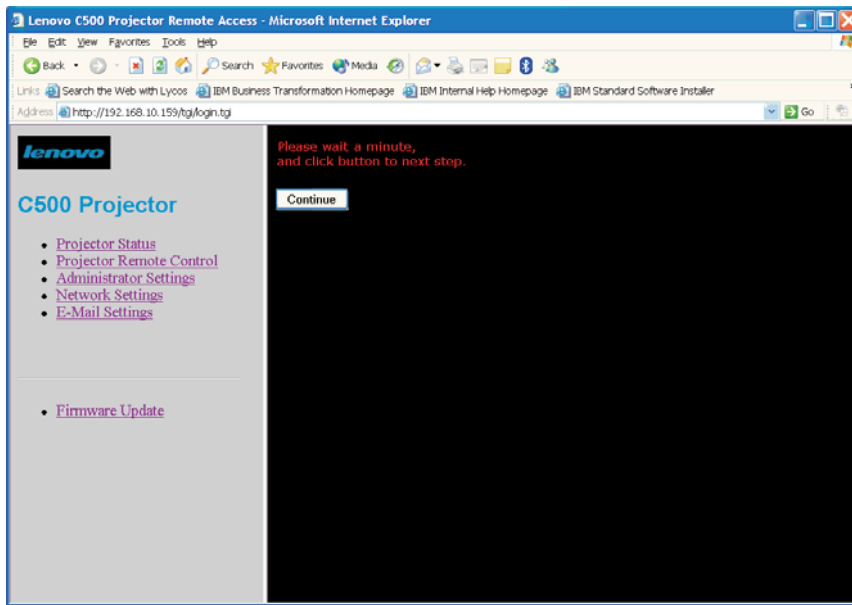 Lenovo C500 Projector Remote Access - Microsoft Internet Explorer
File Edit View Favorites Tools Help
Back Search Favorites Media
Links Search the Web with Lycos IBM Business Transformation Homepage IBM Internal Help Homepage IBM Standard Software Installer
Address http://192.168.10.159/tgi/login.tgi Go
lenovo
C500 Projector
Projector Status
Projector Remote Control
Administrator Settings
Network Settings
E-Mail Settings
Firmware Update
Please wait a minute,
and click button to next step.
Continue